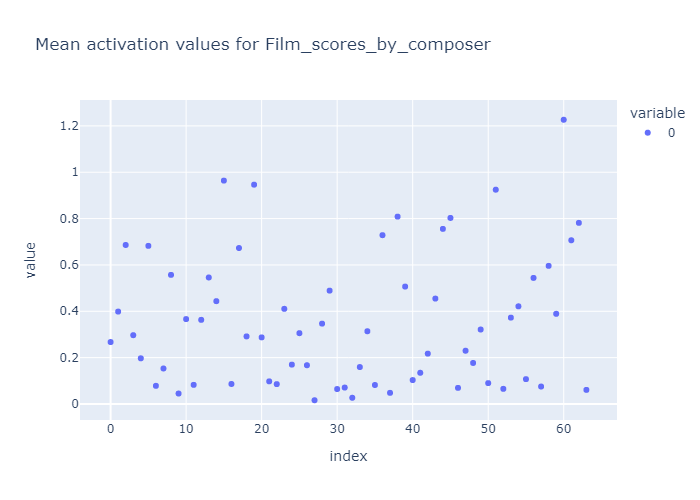 Mean activation values for Film_scores_by_composer
variable
0
1.2
1
0.8
0.6
0.4
0.2
0
value
0 10 20 30 40 50 60
index